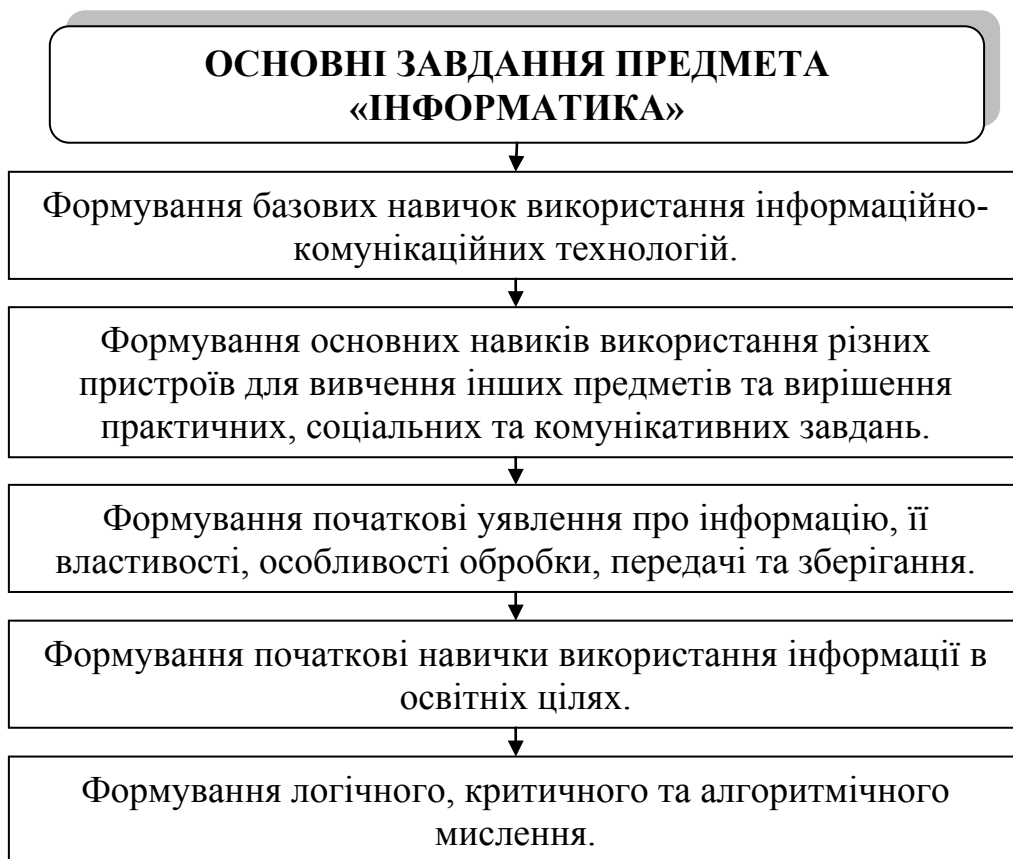 ОСНОВНІ ЗАВДАННЯ ПРЕДМЕТА
«ІНФОРМАТИКА»
Формування базових навичок використання інформаційно-
комунікаційних технологій.
Формування основних навиків використання різних
пристроїв для вивчення інших предметів та вирішення
практичних, соціальних та комунікативних завдань.
Формування початкові уявлення про інформацію, її
властивості, особливості обробки, передачі та зберігання.
Формування початкові навички використання інформації в
освітніх цілях.
Формування логічного, критичного та алгоритмічного
мислення.